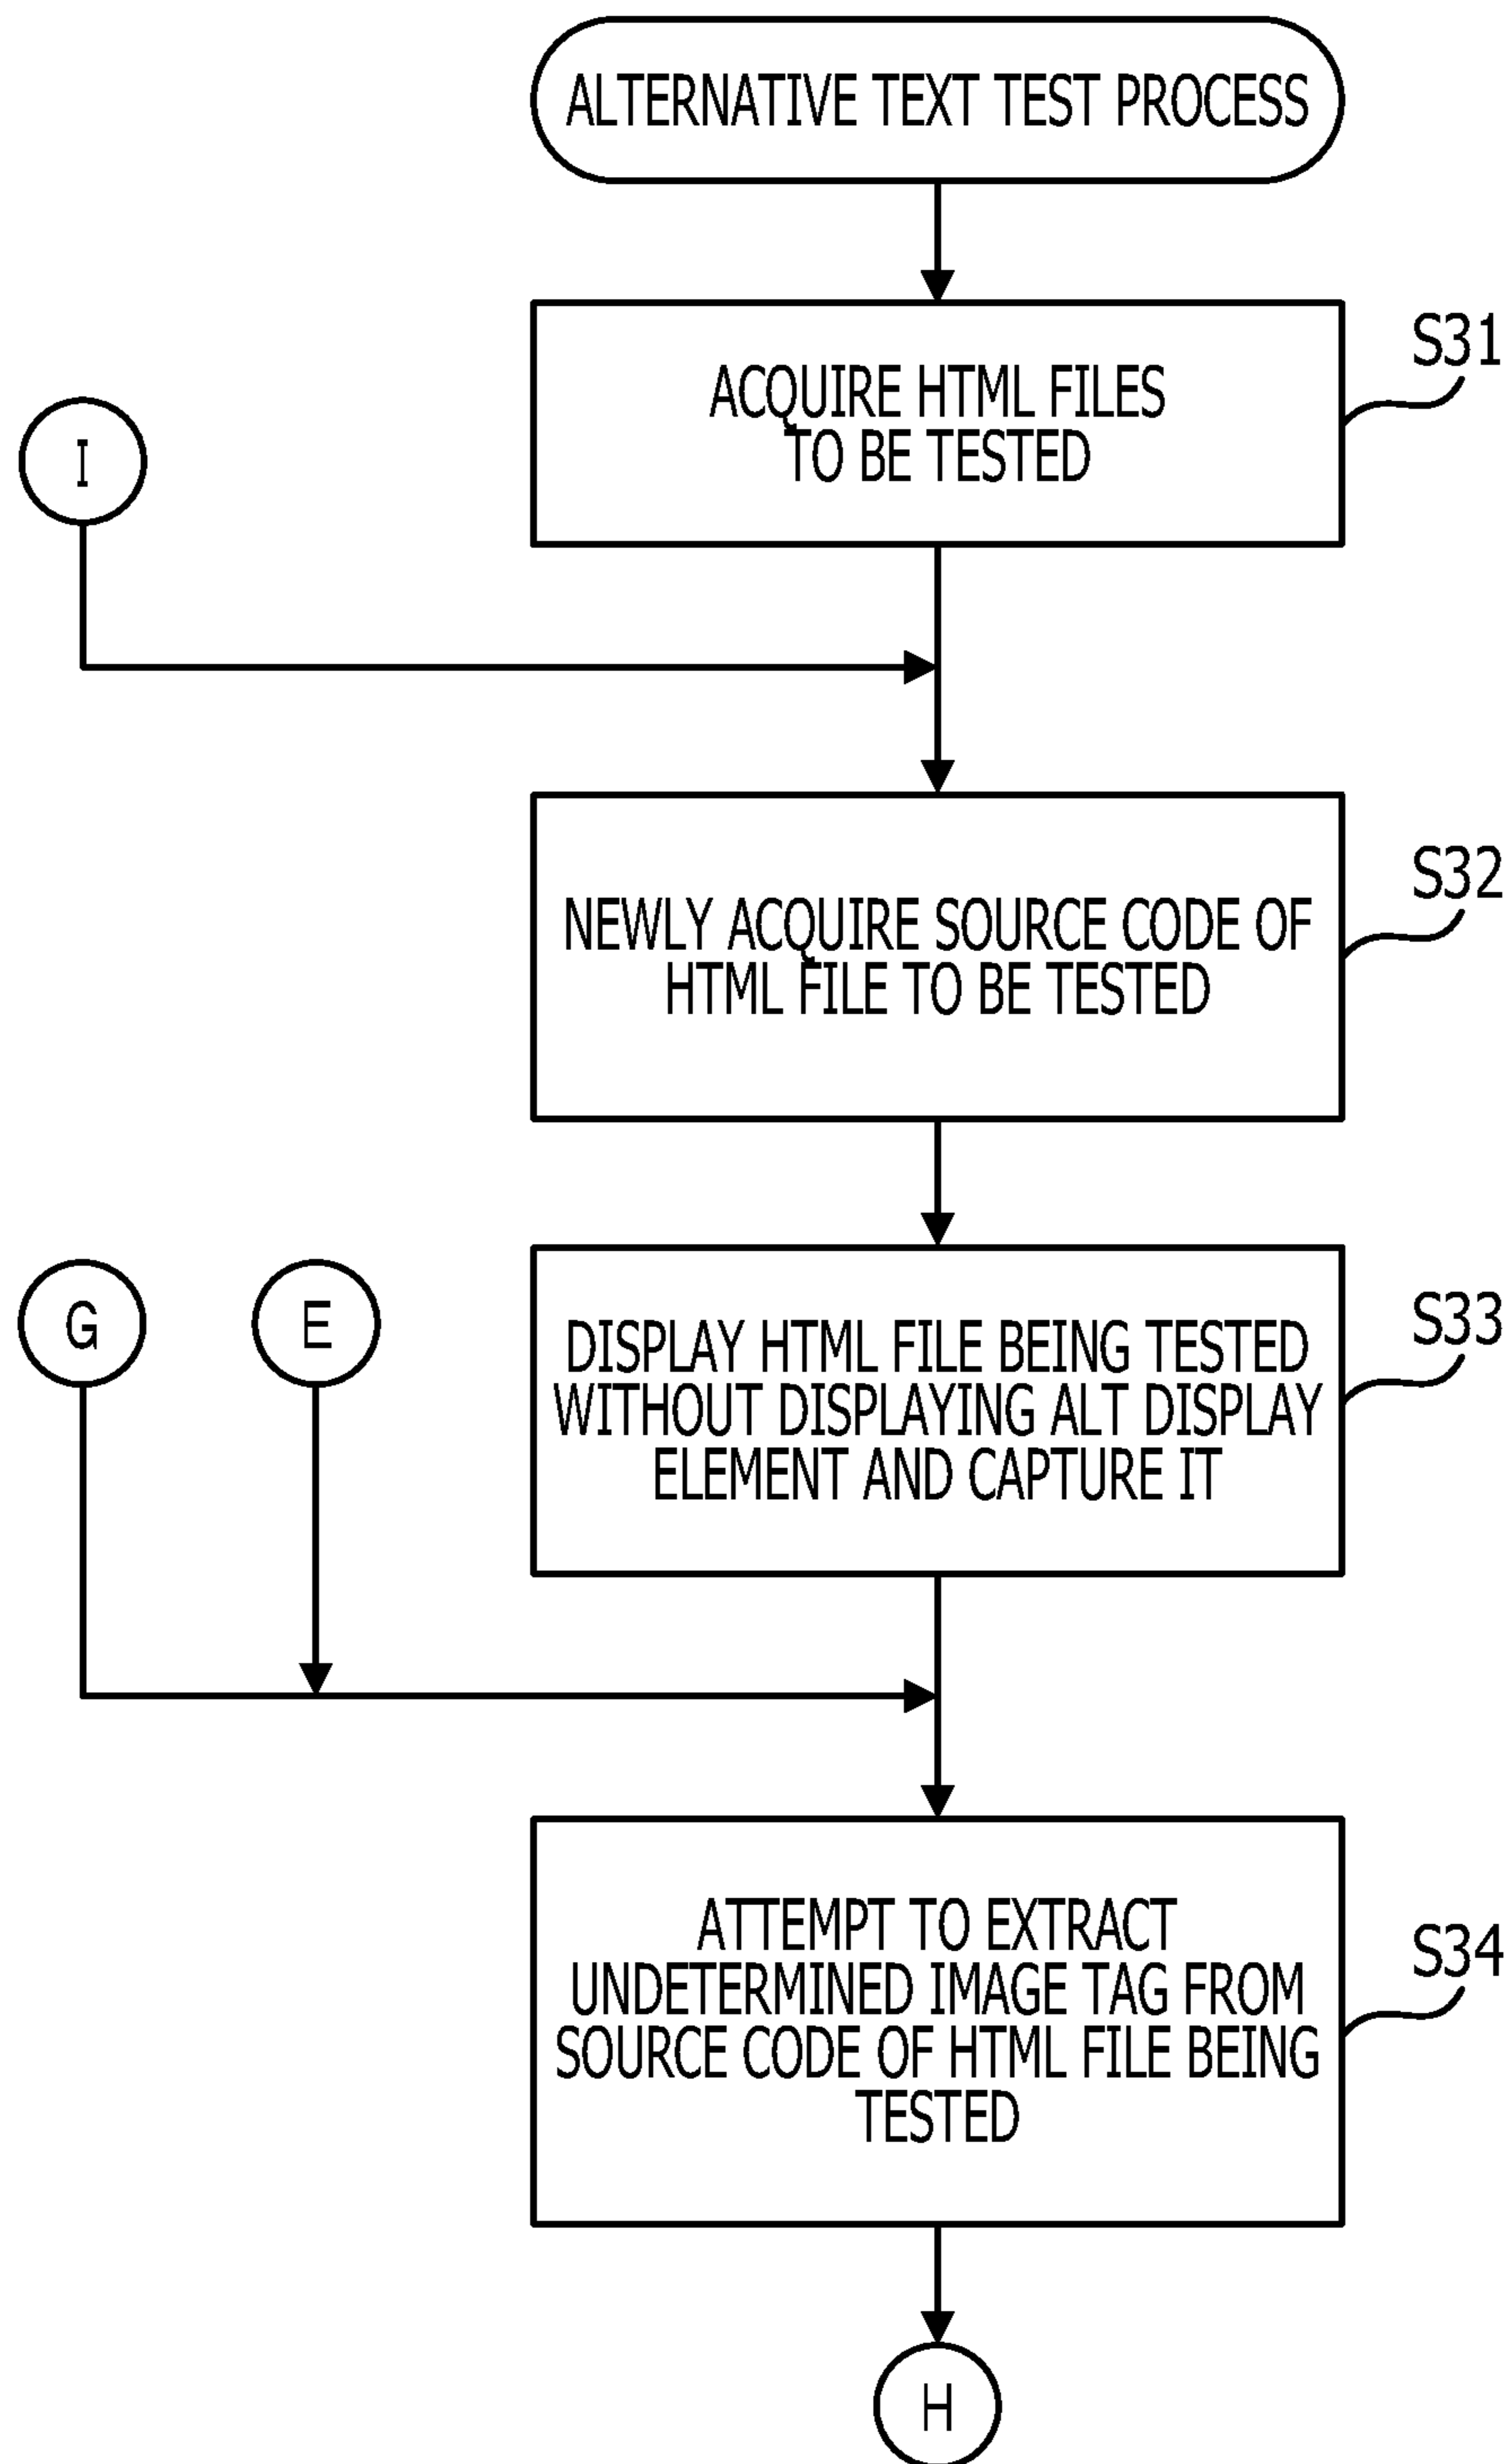 ALTERNATIVE TEXT TEST PROCESS
S31
ACQUIRE HTML FILES
TO BE TESTED
I
S32
NEWLY ACQUIRE SOURCE CODE OF
HTML FILE TO BE TESTED
G
E
S33
DISPLAY HTML FILE BEING TESTED
WITHOUT DISPLAYING ALT DISPLAY
ELEMENT AND CAPTURE IT
S34
ATTEMPT TO EXTRACT
UNDETERMINED IMAGE TAG FROM
SOURCE CODE OF HTML FILE BEING
TESTED
H